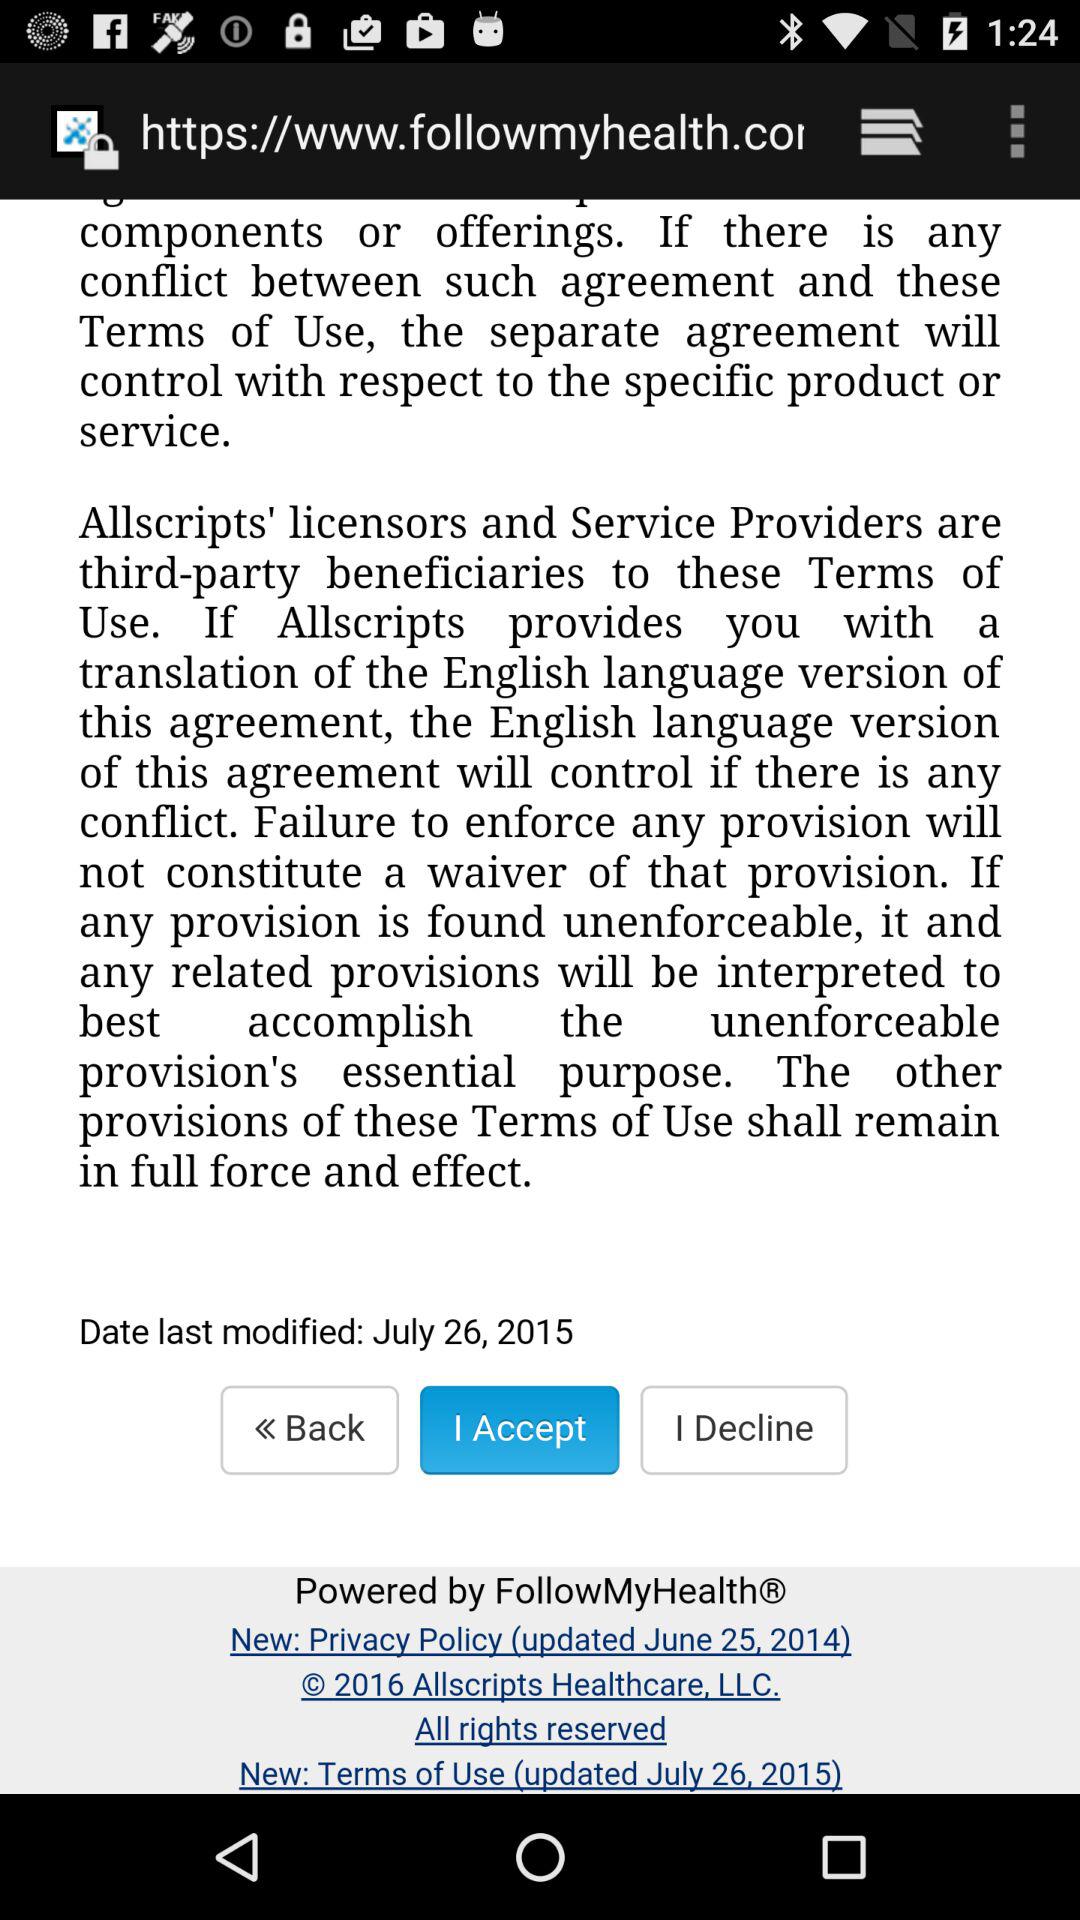 FAKE
1:24
https://www.followmyhealth.com
components or offerings. If there is any
conflict between such agreement and these
Terms of Use, the separate agreement will
control with respect to the specific product or
service.
Allscripts' licensors and Service Providers are
third-party beneficiaries to these Terms of
Use. If Allscripts provides you with a
translation of the English language version of
this agreement, the English language version
of this agreement will control if there is any
conflict. Failure to enforce any provision will
not constitute a waiver of that provision. If
any provision is found unenforceable, it and
any related provisions will be interpreted to
best accomplish the unenforceable
provision's essential purpose. The other
provisions of these Terms of Use shall remain
in full force and effect.
Date last modified: July 26, 2015
« Back
I Accept
I Decline
Powered by FollowMyHealth®
New: Privacy Policy (updated June 25, 2014)
© 2016 Allscripts Healthcare, LLC.
All rights reserved
New: Terms of Use (updated July 26, 2015)